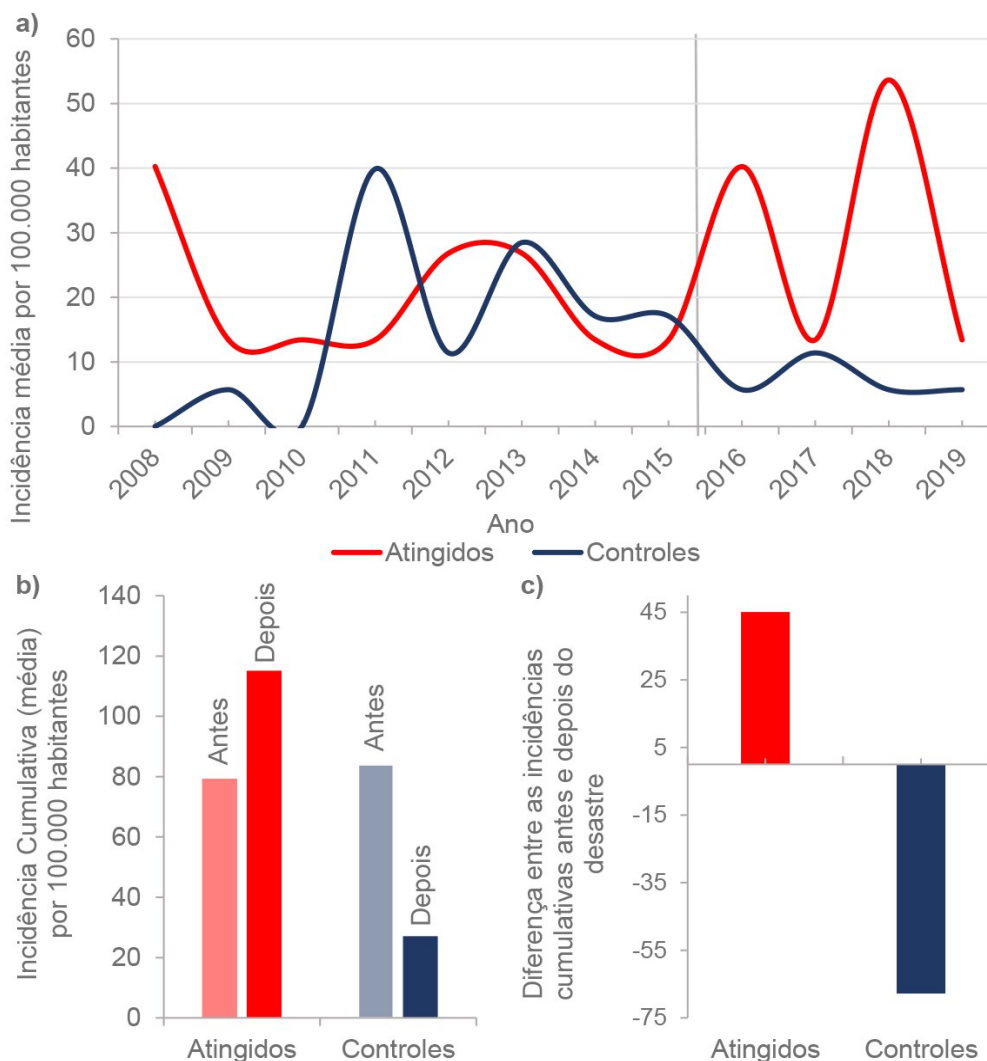 a)
Incidência média por 100.000 habitantes
60
50
40
30
20
10
0
2008
2009
2010
2011
2012
2013
2014
2015
2016
2017
2018
2019
Ano
Atingidos
Controles
b)
Incidência Cumulativa (média)
por 100.000 habitantes
140
120
100
80
60
40
20
0
Antes
Depois
Antes
Depois
Atingidos
Controles
c)
Diferença entre as incidências
cumulativas antes e depois do
desastre
45
25
5
-15
-35
-55
-75
Atingidos
Controles